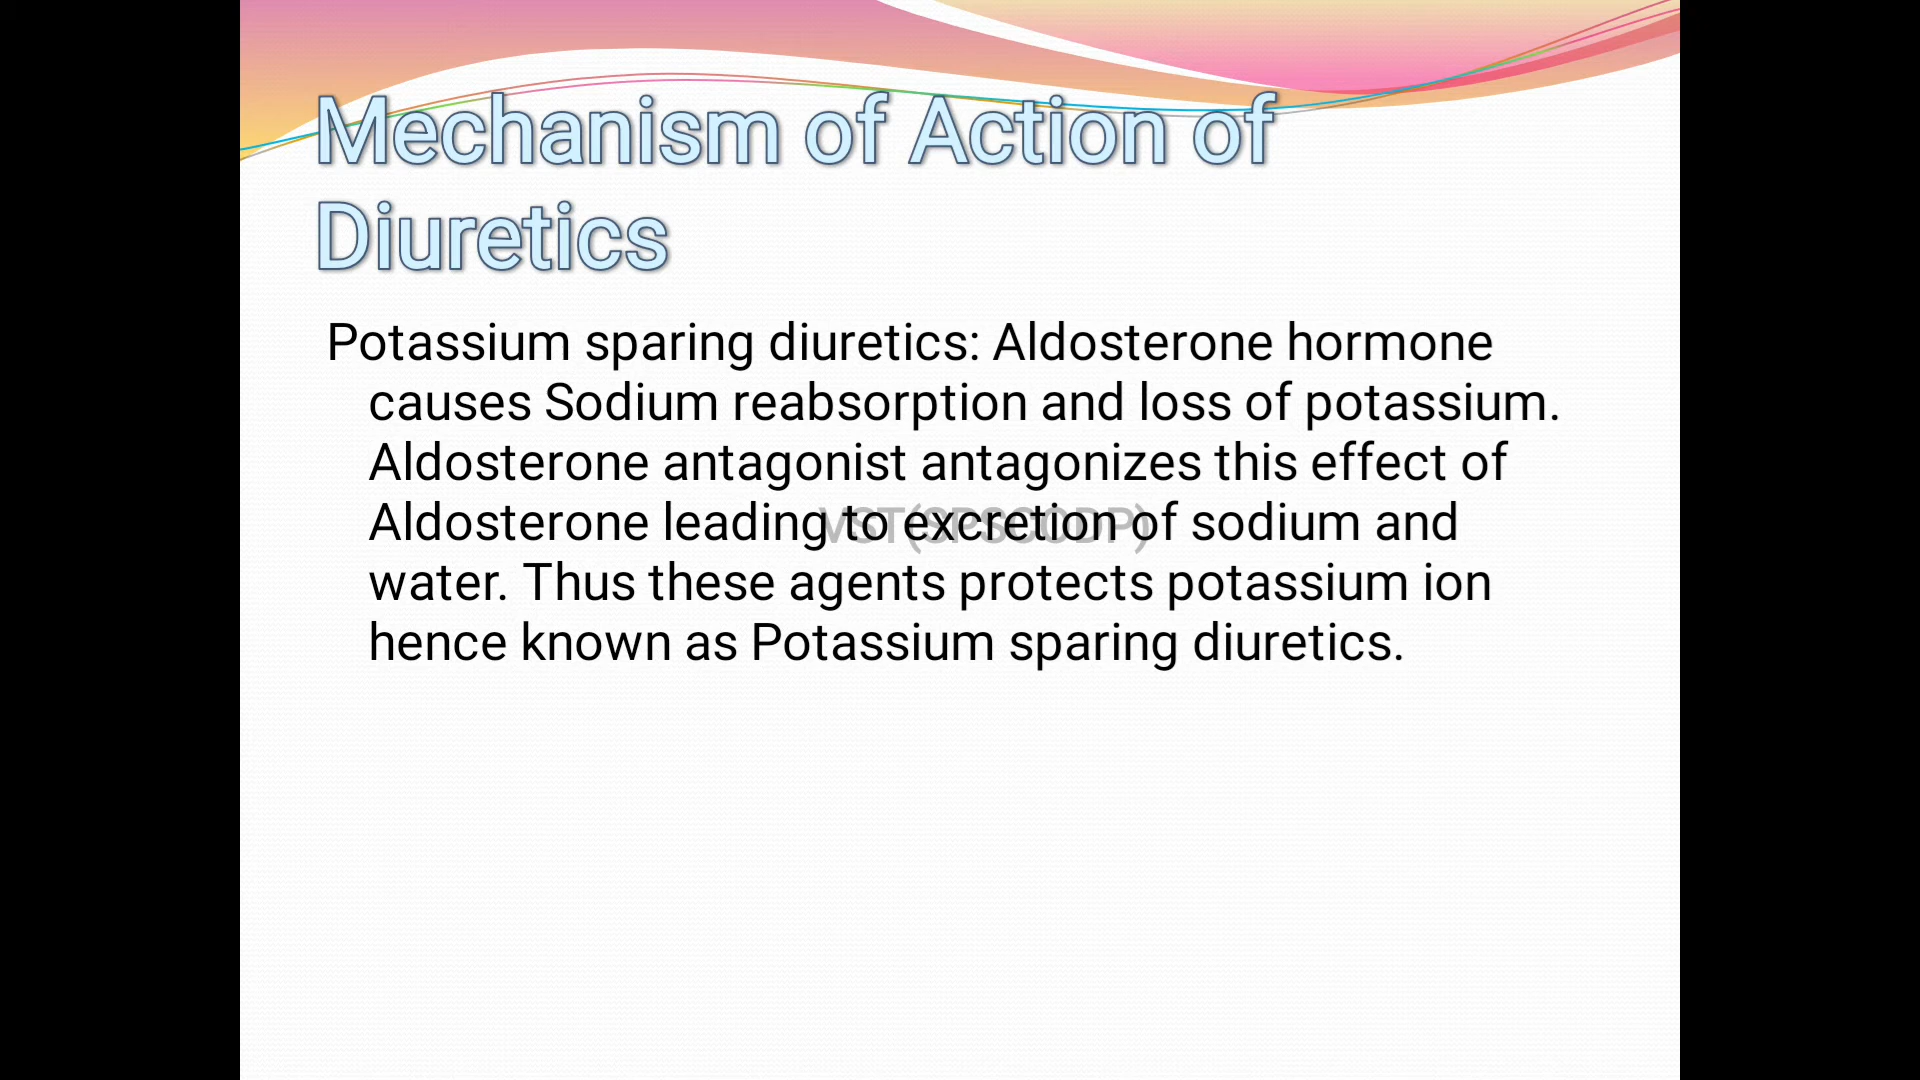 Mechanism of Action of
Diuretics
Potassium sparing diuretics: Aldosterone hormone
causes Sodium reabsorption and loss of potassium.
Aldosterone antagonist antagonizes this effect of
Aldosterone leading to excretion of sodium and
VST(SPSCODP)
water. Thus these agents protects potassium ion
hence known as Potassium sparing diuretics.